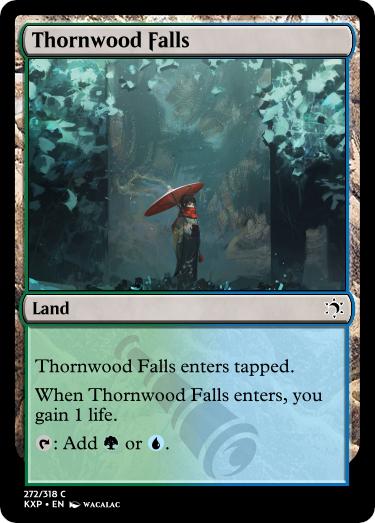 Thornwood Falls
Land
Thornwood Falls enters tapped.
When Thornwood Falls enters, you
gain 1 life.
: Add or .
272/318 C
KXP • EN WACALAC